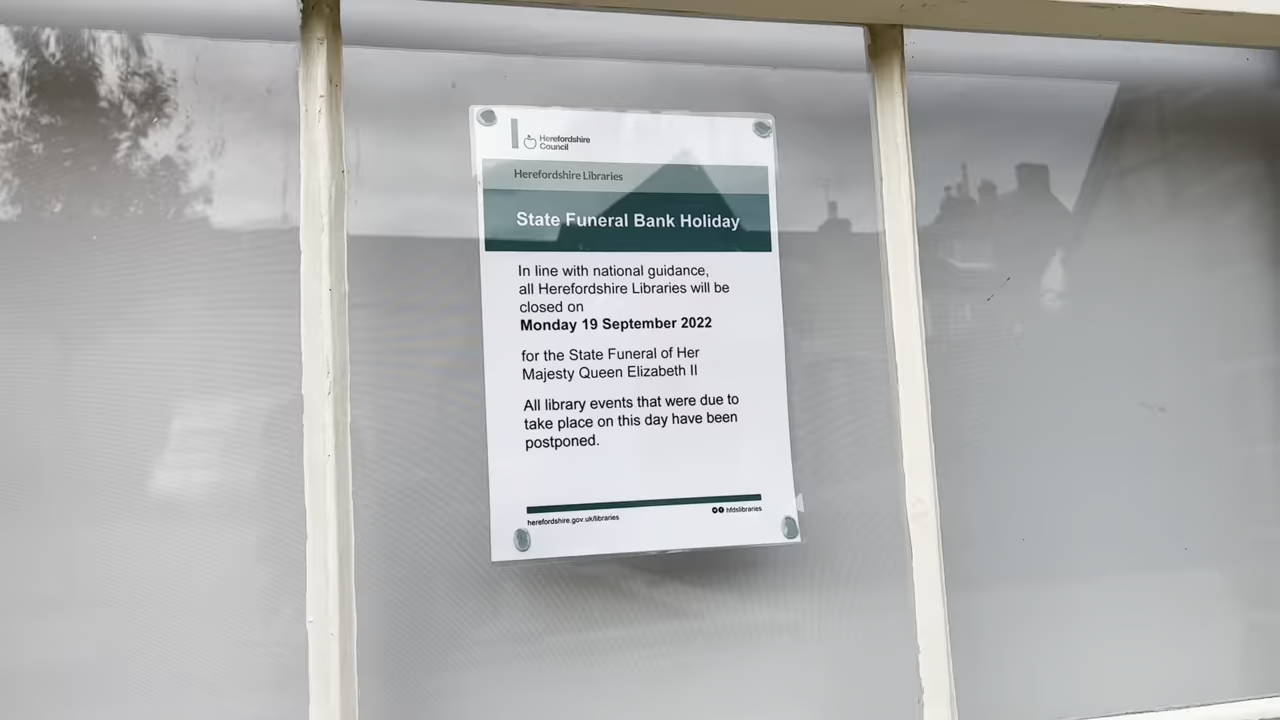 Herefordshire
Council
Herefordshire Libraries
State Funeral Bank Holiday
In line with national guidance,
all Herefordshire Libraries will be
closed on
Monday 19 September 2022
for the State Funeral of Her
Majesty Queen Elizabeth II
All library events that were due to
take place on this day have been
postponed.
herefordshire.gov.uk/libraries
hfdslibraries